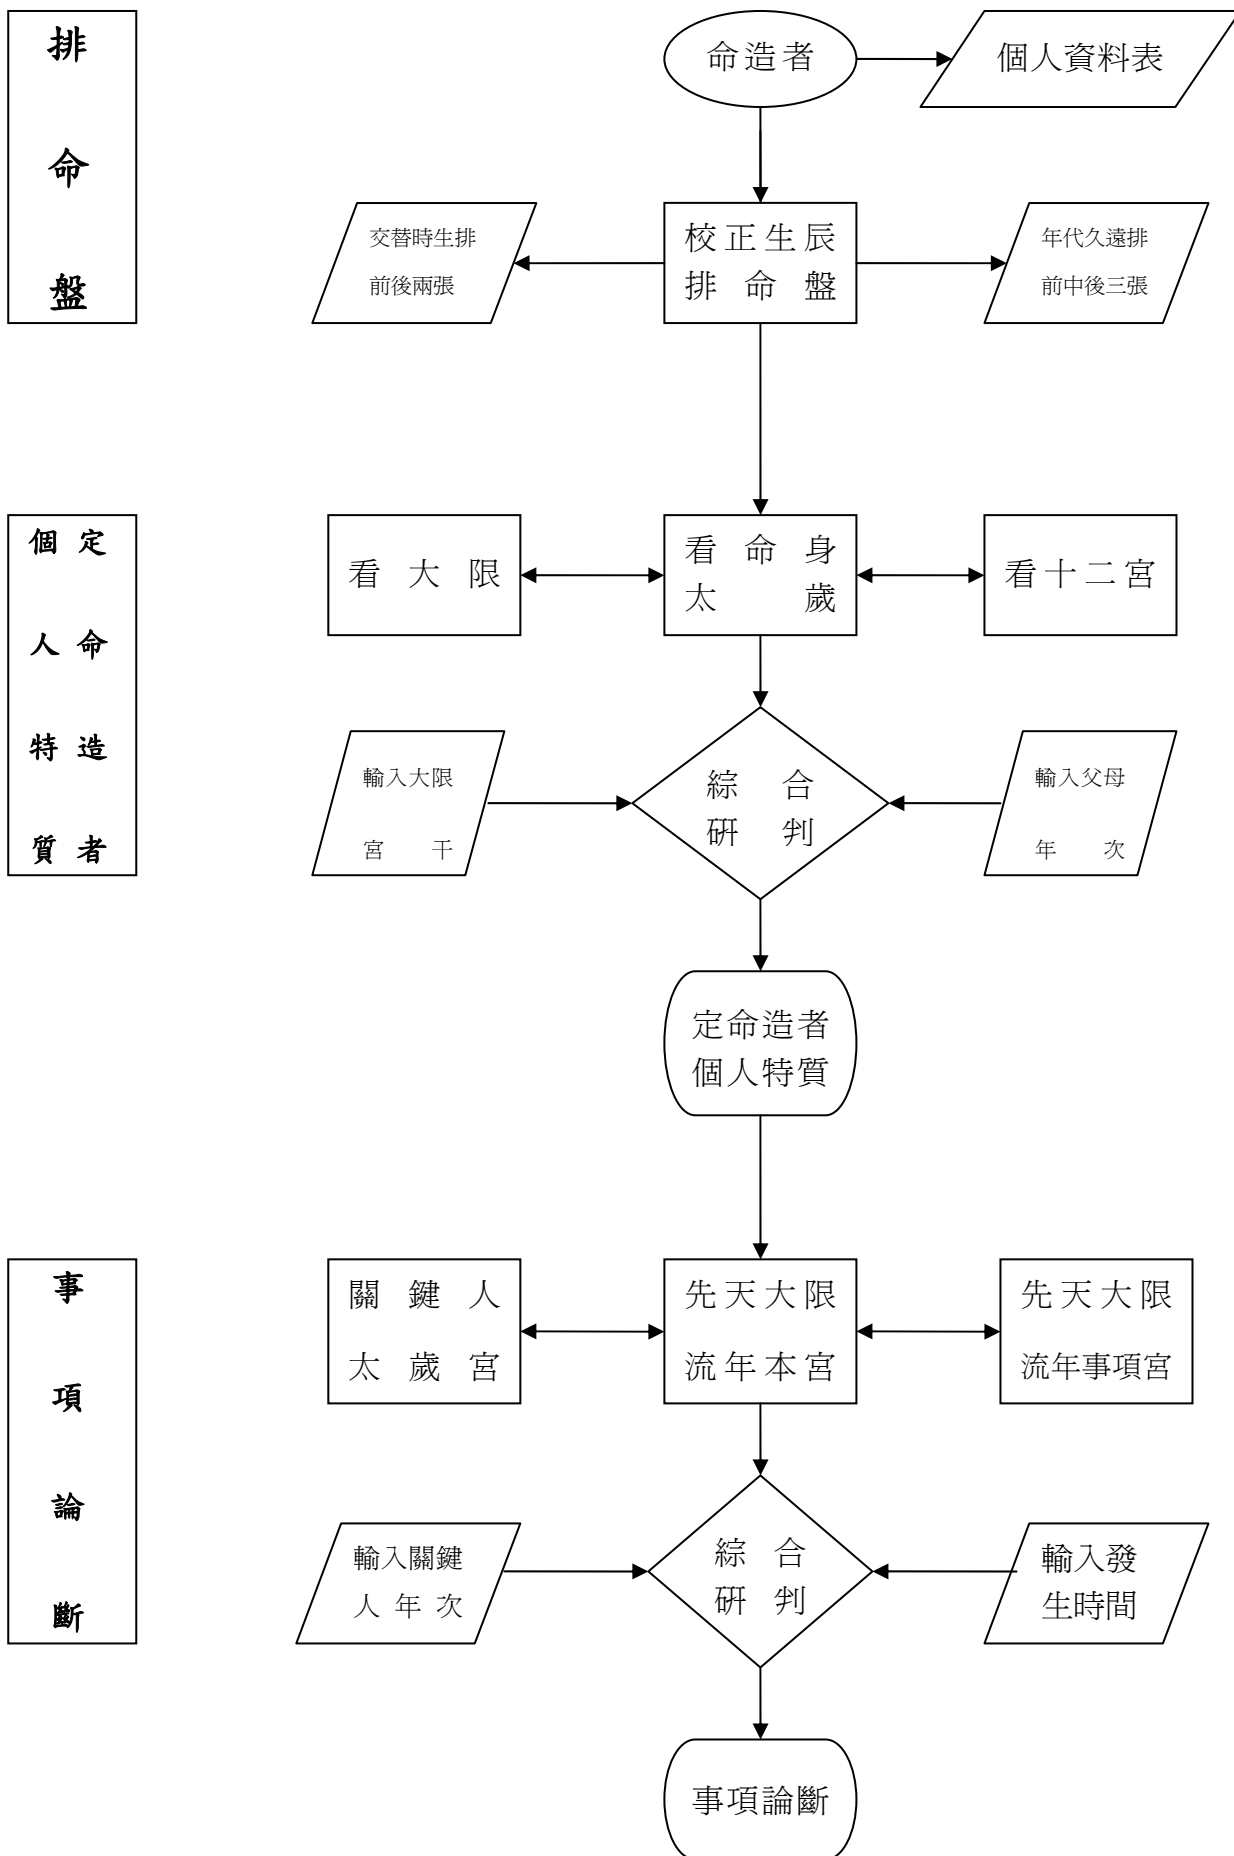 排命盤
命造者
個人資料表
交替時生排
前後兩張
校正生辰
排命盤
年代久遠排
前中後三張
定命造者
個人特質
看大限
看命身
太歲
看十二宮
輸入大限
宮干
綜合
研判
輸入父母
年次
定命造者
個人特質
事項論斷
關鍵人
太歲宮
先天大限
流年本宮
先天大限
流年事項宮
輸入關鍵
人年次
綜合
研判
輸入發
生時間
事項論斷